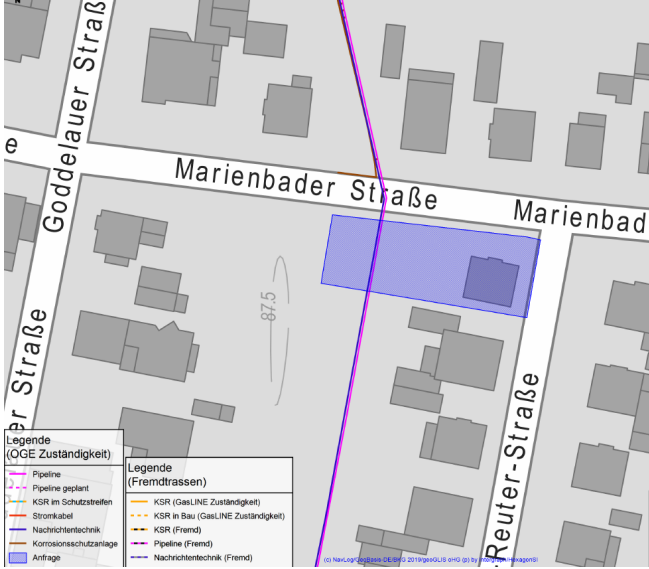 Goddelauer Straß
e
Marienbader Straße
Marienbad
87.5
er Straße
-Reuter-Straße
Legende
(OGE Zuständigkeit)
Pipeline
Pipeline geplant
KSR im Schutzstreifen
Stromkabel
Nachrichtentechnik
Korrosionsschutzanlage
Anfrage
Legende
(Fremdtrassen)
KSR (GasLINE Zuständigkeit)
KSR in Bau (GasLINE Zuständigkeit)
KSR (Fremd)
Pipeline (Fremd)
Nachrichtentechnik (Fremd)
(c) NavLog/GeoBasis-DE/BKG 2019/geoGLIS oHG (p) by Intergraph/HexagonSI